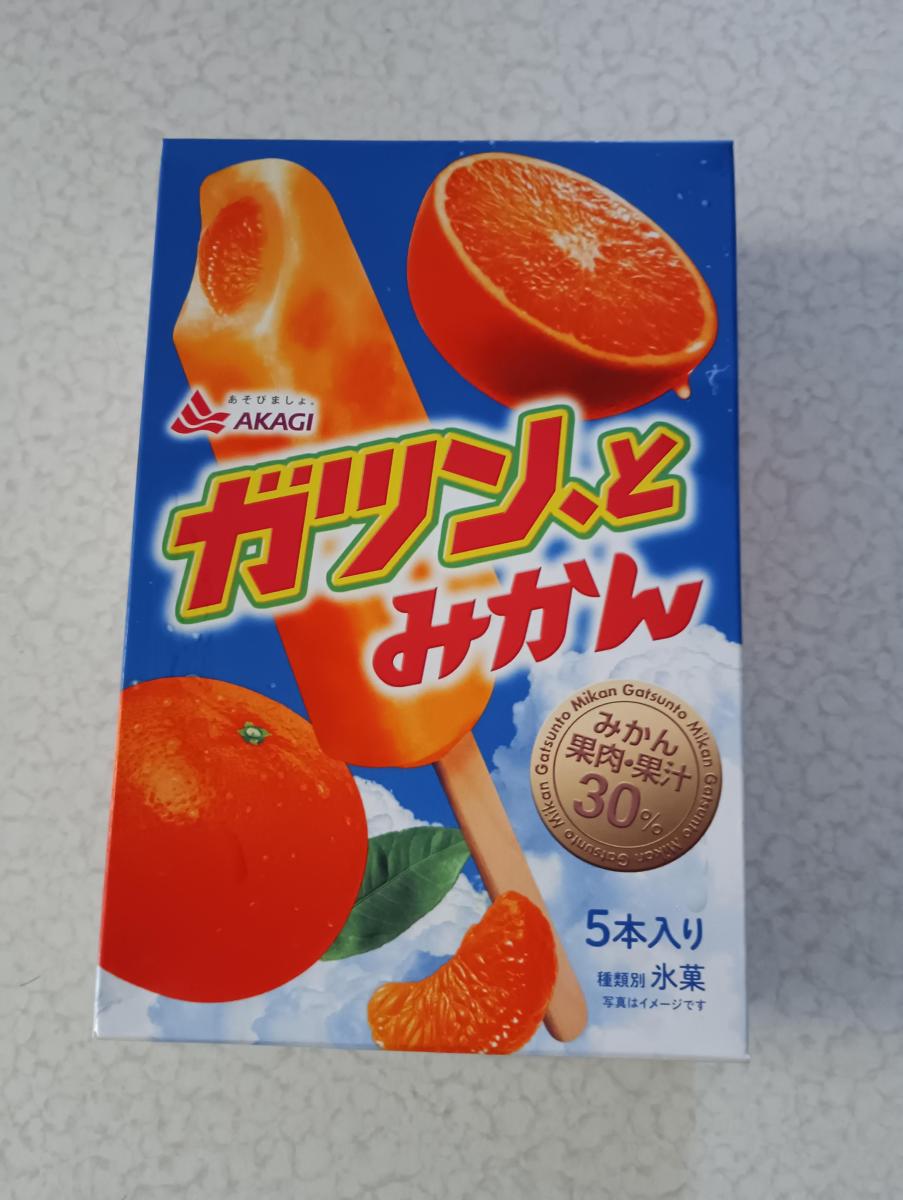 あそびましょ。
AKAGI
ガツン、と
みかん
Mikan Gatsunto Mikan Gatsunto Mikan Gatsunto Mikan Gatsunto
みかん
果肉・果汁
30%
5本入り
種類別 氷菓
写真はイメージです